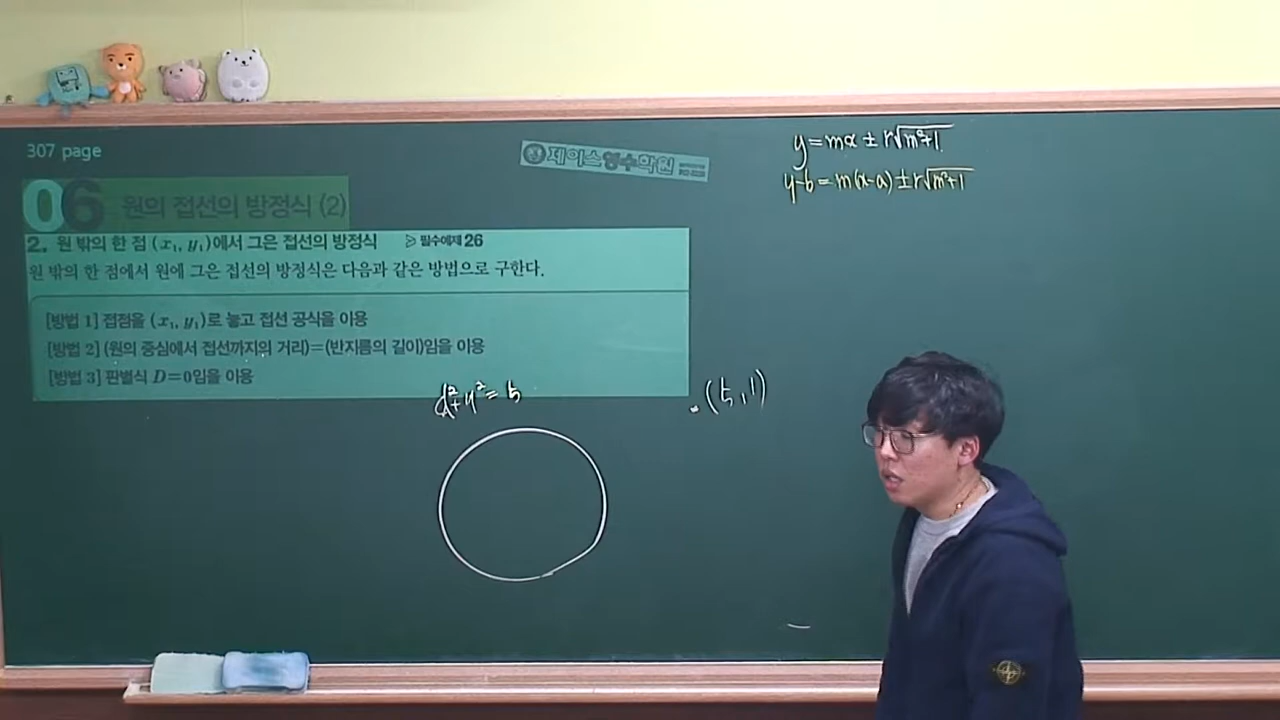 307 page
제이스영수학원
y=mx±r√m²+1
y-b=m(x-a)±r√m²+1
06 원의 접선의 방정식 (2)
2. 원 밖의 한 점 (x₁, y₁)에서 그은 접선의 방정식 ≫ 필수예제 26
원 밖의 한 점에서 원에 그은 접선의 방정식은 다음과 같은 방법으로 구한다.
[방법 1] 접점을 (x₁, y₁)로 놓고 접선 공식을 이용
[방법 2] (원의 중심에서 접선까지의 거리)=(반지름의 길이)임을 이용
[방법 3] 판별식 D=0임을 이용
x²+y²=5
(5,1)